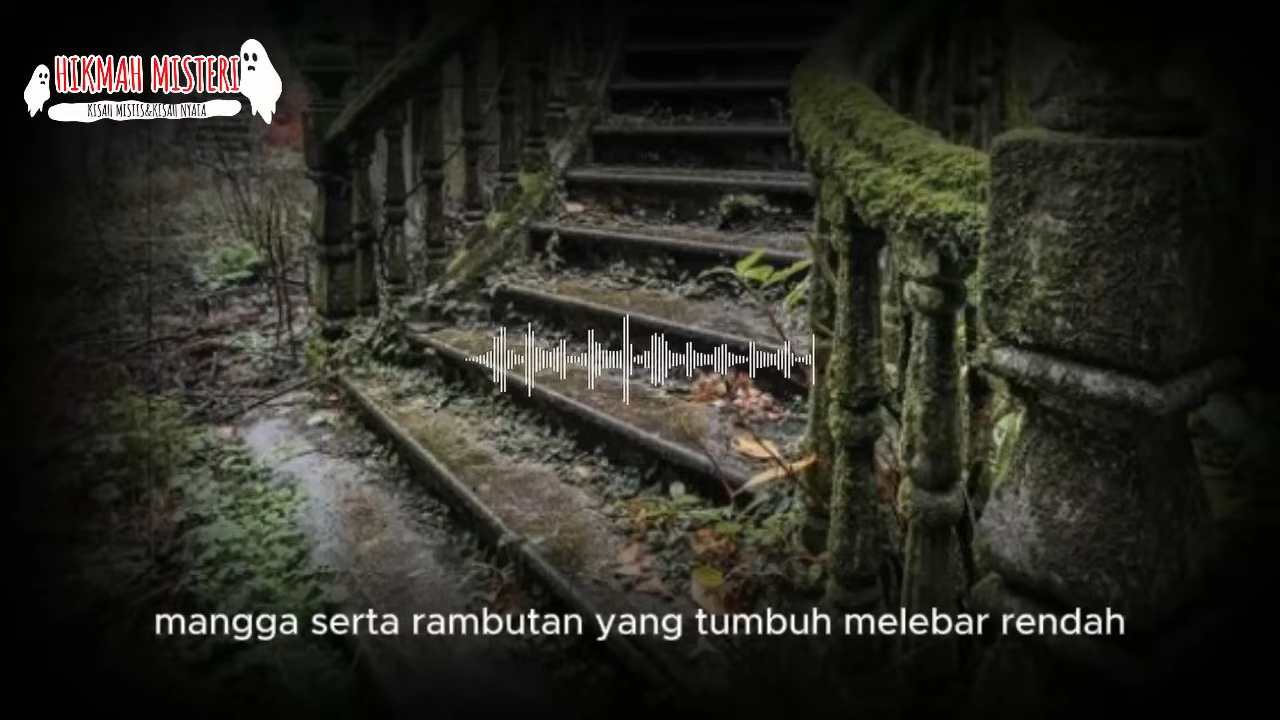 HIKMAH MISTERI
KISAH MISTIS&KISAH NYATA
mangga serta rambutan yang tumbuh melebar rendah